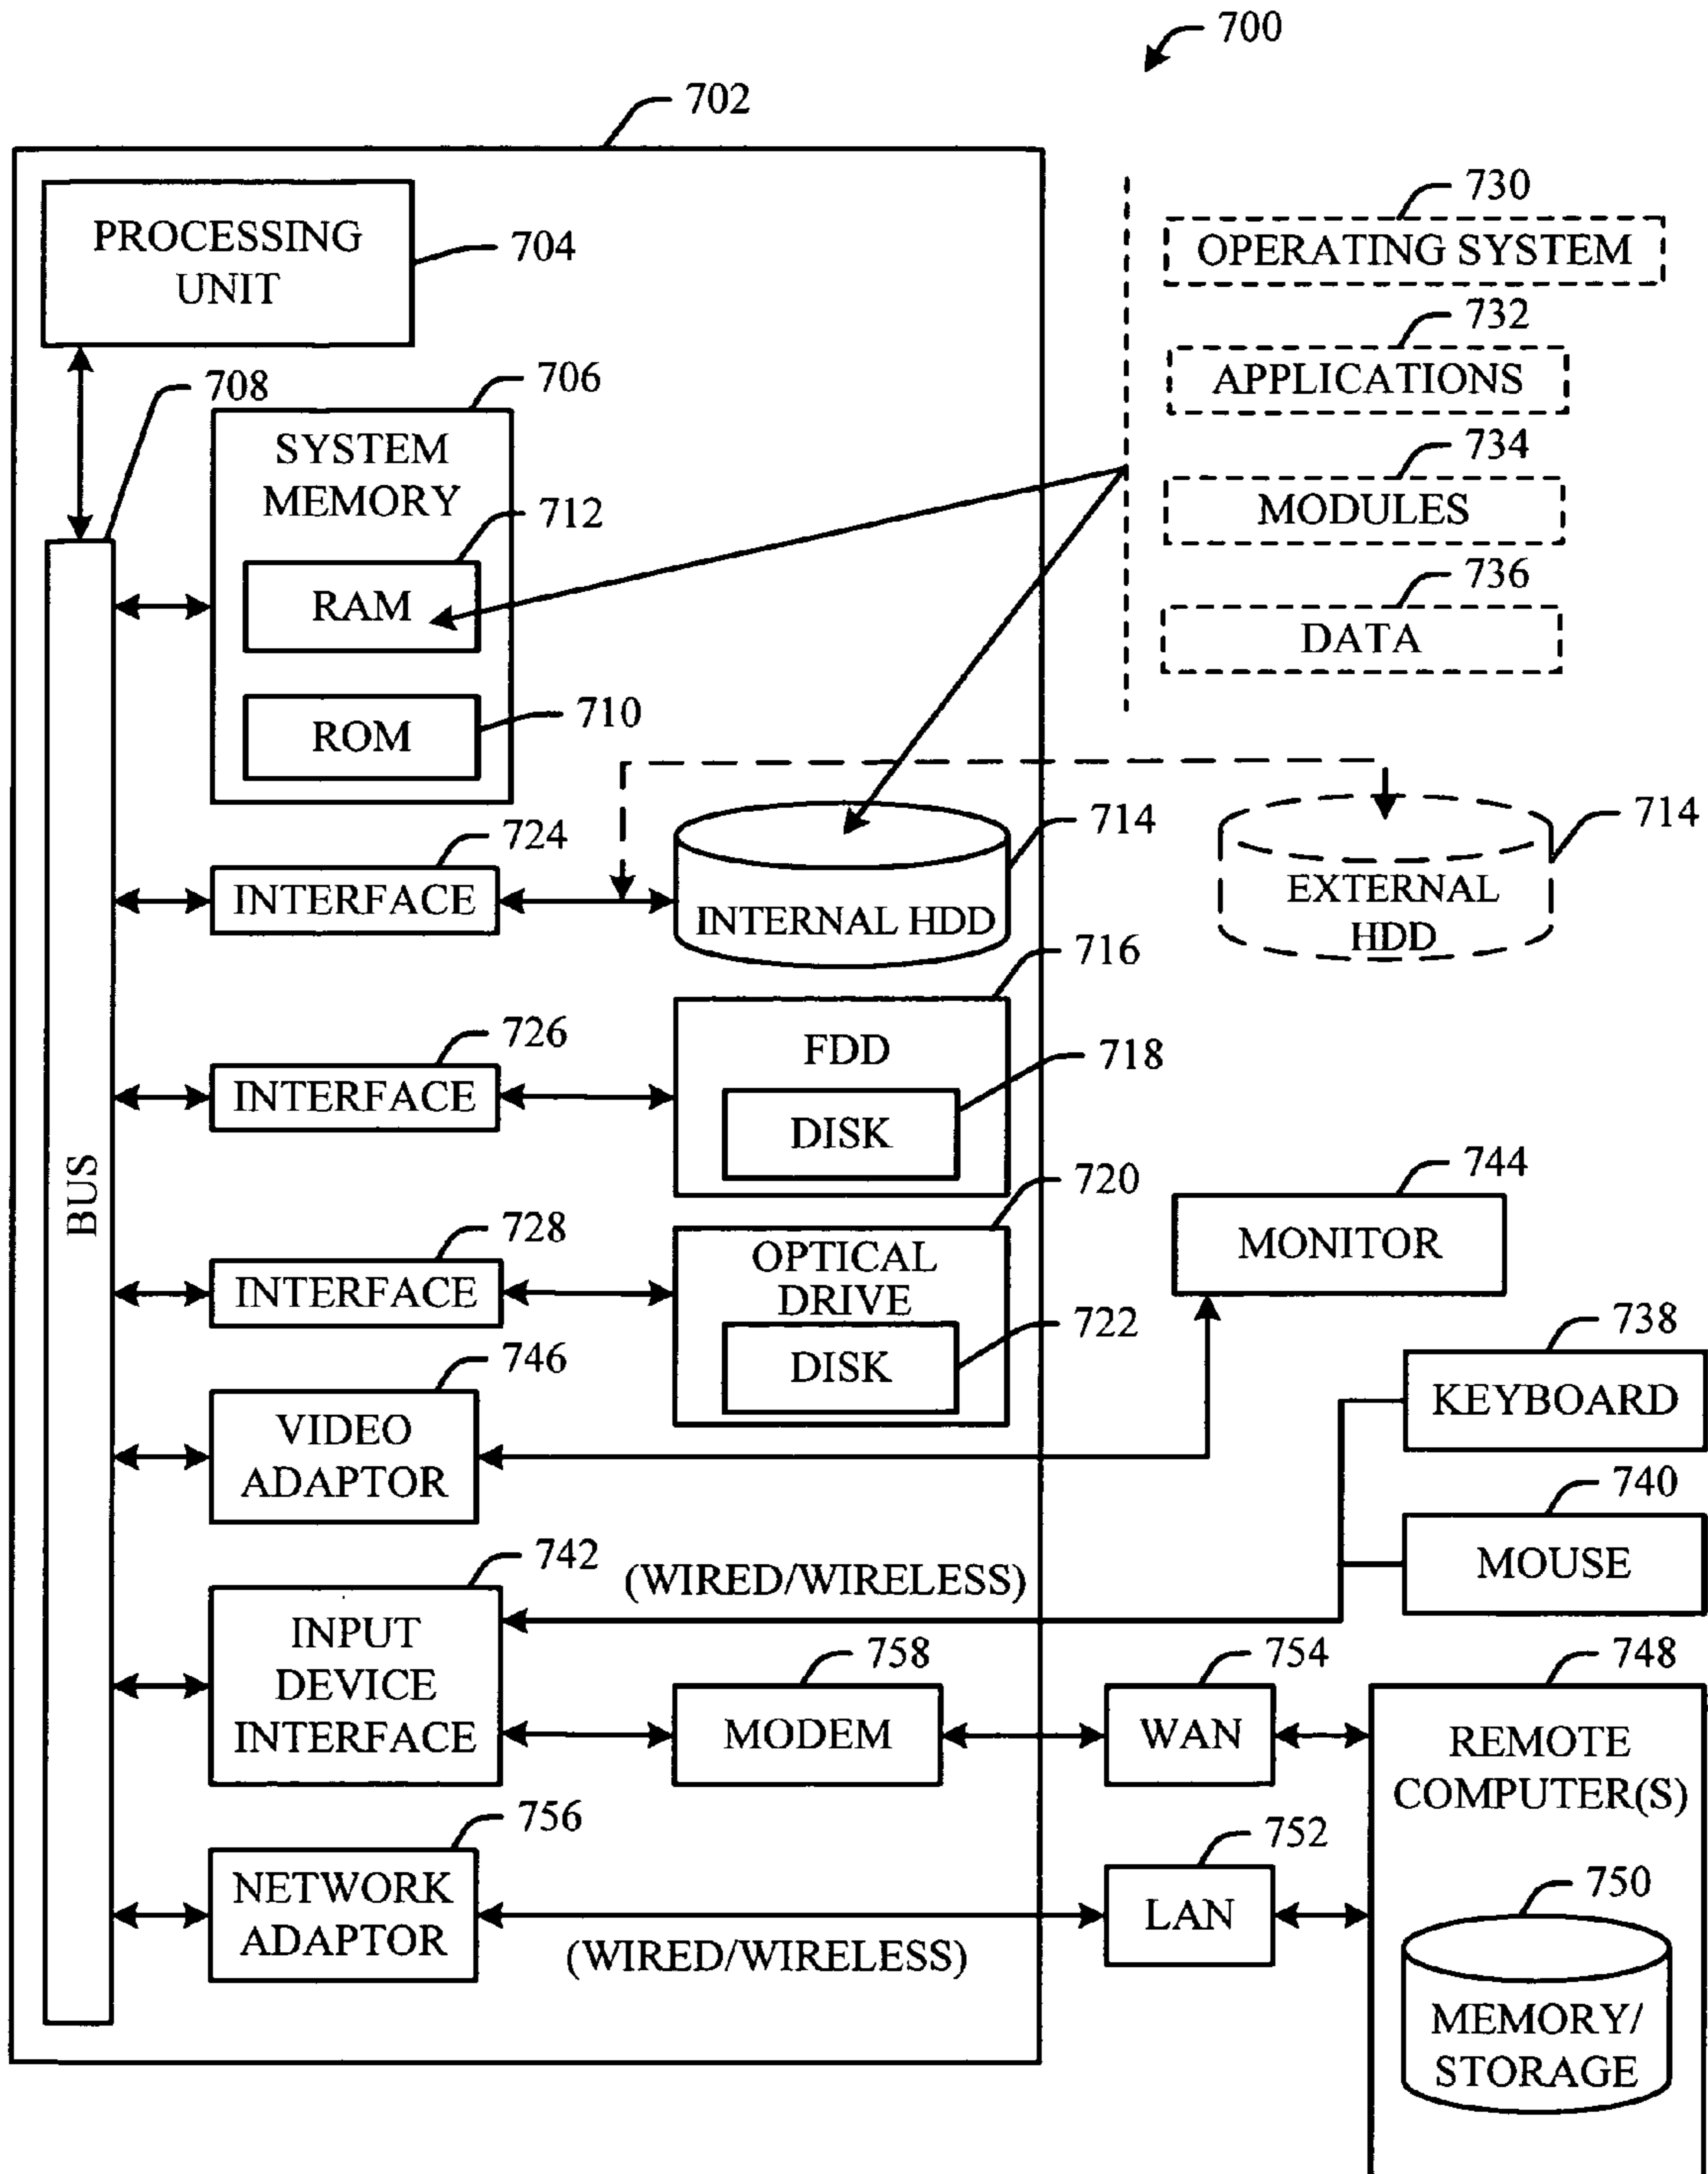 700
702
PROCESSING
UNIT
704
730
OPERATING SYSTEM
732
APPLICATIONS
734
MODULES
736
DATA
708
706
SYSTEM
MEMORY
712
RAM
710
ROM
BUS
724
INTERFACE
714
INTERNAL HDD
714
EXTERNAL
HDD
726
INTERFACE
716
FDD
718
DISK
728
INTERFACE
720
OPTICAL
DRIVE
722
DISK
744
MONITOR
746
VIDEO
ADAPTOR
738
KEYBOARD
740
MOUSE
742
INPUT
DEVICE
INTERFACE
(WIRED/WIRELESS)
758
MODEM
754
WAN
748
REMOTE
COMPUTER(S)
756
NETWORK
ADAPTOR
(WIRED/WIRELESS)
752
LAN
750
MEMORY/
STORAGE